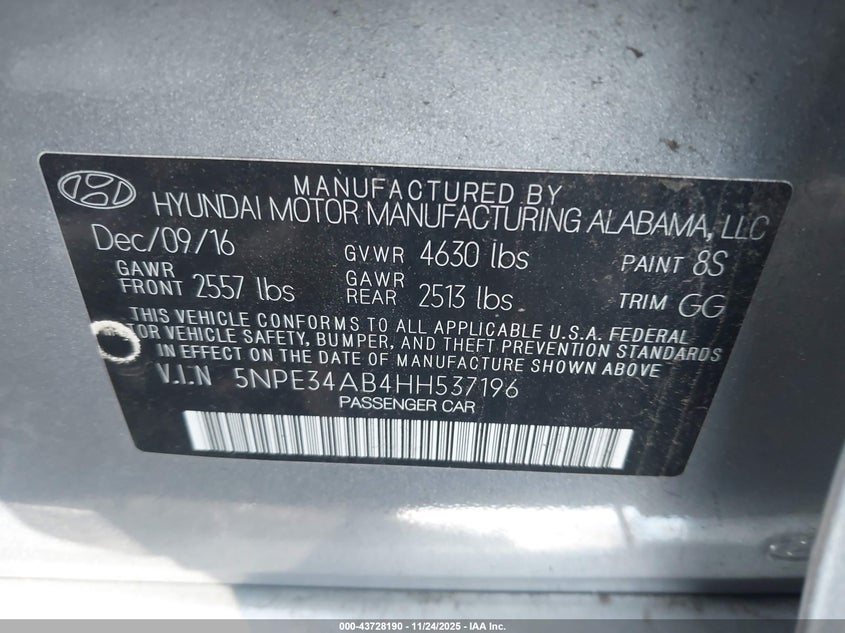 MANUFACTURED BY
HYUNDAI MOTOR MANUFACTURING ALABAMA, LLC
Dec/09/16 GVWR 4630 lbs PAINT 8S
GAWR FRONT 2557 lbs GAWR REAR 2513 lbs TRIM GG
THIS VEHICLE CONFORMS TO ALL APPLICABLE U.S.A. FEDERAL
TOR VEHICLE SAFETY, BUMPER, AND THEFT PREVENTION STANDARDS
IN EFFECT ON THE DATE OF MANUFACTURE SHOWN ABOVE
V.I.N 5NPE34AB4HH537196
PASSENGER CAR
000-43728190 - 11/24/2025 - IAA Inc.